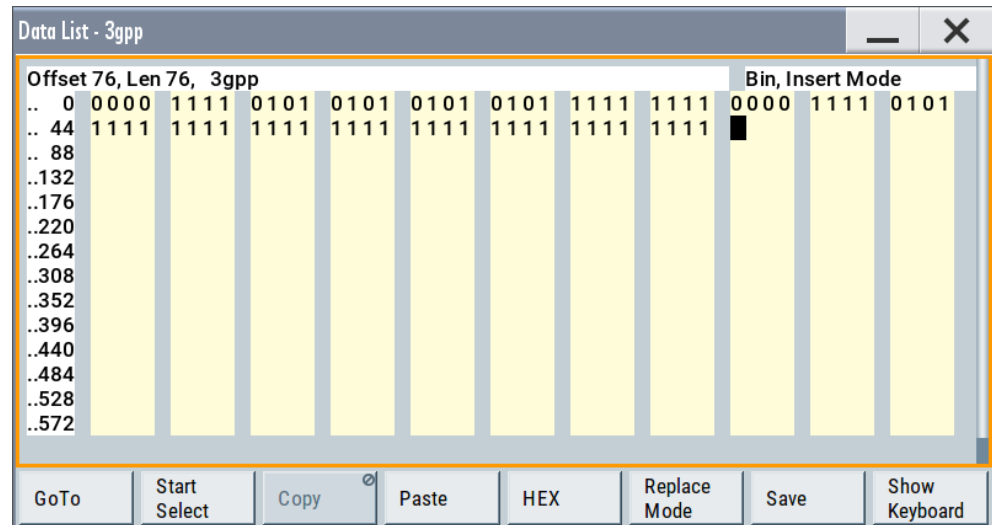 Data List - 3gpp
Offset 76, Len 76, 3gpp Bin, Insert Mode
.. 0 0000 1111 0101 0101 0101 0101 1111 1111 0000 1111 0101
.. 44 1111 1111 1111 1111 1111 1111 1111 1111
.. 88
..132
..176
..220
..264
..308
..352
..396
..440
..484
..528
..572
GoTo Start Select Copy Paste HEX Replace Mode Save Show Keyboard